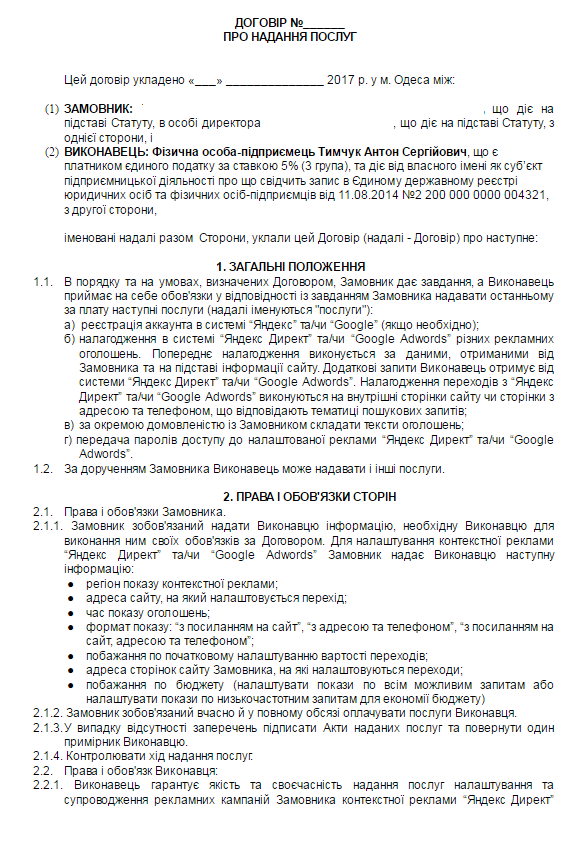 ДОГОВІР №______
ПРО НАДАННЯ ПОСЛУГ
Цей договір укладено «___» ______________ 2017 р. у м. Одеса між:
(1) ЗАМОВНИК: , що діє на
підставі Статуту, в особі директора , що діє на підставі Статуту, з
однієї сторони, і
(2) ВИКОНАВЕЦЬ: Фізична особа-підприємець Тимчук Антон Сергійович, що є
платником єдиного податку за ставкою 5% (3 група), та діє від власного імені як суб’єкт
підприємницької діяльності про що свідчить запис в Єдиному державному реєстрі
юридичних осіб та фізичних осіб-підприємців від 11.08.2014 №2 200 000 0000 004321,
з другої сторони,
іменовані надалі разом Сторони, уклали цей Договір (надалі - Договір) про наступне:
1. ЗАГАЛЬНІ ПОЛОЖЕННЯ
1.1. В порядку та на умовах, визначених Договором, Замовник дає завдання, а Виконавець
приймає на себе обов'язки у відповідності із завданням Замовника надавати останньому
за плату наступні послуги (надалі іменуються "послуги"):
а) реєстрація аккаунта в системі “Яндекс” та/чи “Google” (якщо необхідно);
б) налагодження в системі “Яндекс Директ” та/чи “Google Adwords” різних рекламних
оголошень. Попереднє налагодження виконується за даними, отриманими від
Замовника та на підставі інформації сайту. Додаткові запити Виконавець отримує від
системи “Яндекс Директ” та/чи “Google Adwords”. Налагодження переходів з “Яндекс
Директ” та/чи “Google Adwords” виконуються на внутрішні сторінки сайту чи сторінки з
адресою та телефоном, що відповідають тематиці пошукових запитів;
в) за окремою домовленістю із Замовником складати тексти оголошень;
г) передача паролів доступу до налаштованої реклами “Яндекс Директ” та/чи “Google
Adwords”.
1.2. За дорученням Замовника Виконавець може надавати і інші послуги.
2. ПРАВА І ОБОВ'ЯЗКИ СТОРІН
2.1. Права і обов'язки Замовника.
2.1.1. Замовник зобов'язаний надати Виконавцю інформацію, необхідну Виконавцю для
виконання ним своїх обов'язків за Договором. Для налаштування контекстної реклами
“Яндекс Директ” та/чи “Google Adwords” Замовник надає Виконавцю наступну
інформацію:
● регіон показу контекстної реклами;
● адреса сайту, на який налаштовується перехід;
● час показу оголошень;
● формат показу: “з посиланням на сайт”, “з адресою та телефоном”, “з посиланням на
сайт, адресою та телефоном”;
● побажання по початковому налаштуванню вартості переходів;
● адреса сторінок сайту Замовника, на які налаштовуються переходи;
● побажання по бюджету (налаштувати покази по всім можливим запитам або
налаштувати покази по низькочастотним запитам для економії бюджету)
2.1.2. Замовник зобов'язаний вчасно й у повному обсязі оплачувати послуги Виконавця.
2.1.3. У випадку відсутності заперечень підписати Акти наданих послуг та повернути один
примірник Виконавцю.
2.1.4. Контролювати хід надання послуг.
2.2. Права і обов'язк Виконавця:
2.2.1. Виконавець гарантує якість та своєчасність надання послуг налаштування та
супроводження рекламних кампаній Замовника контекстної реклами “Яндекс Директ”